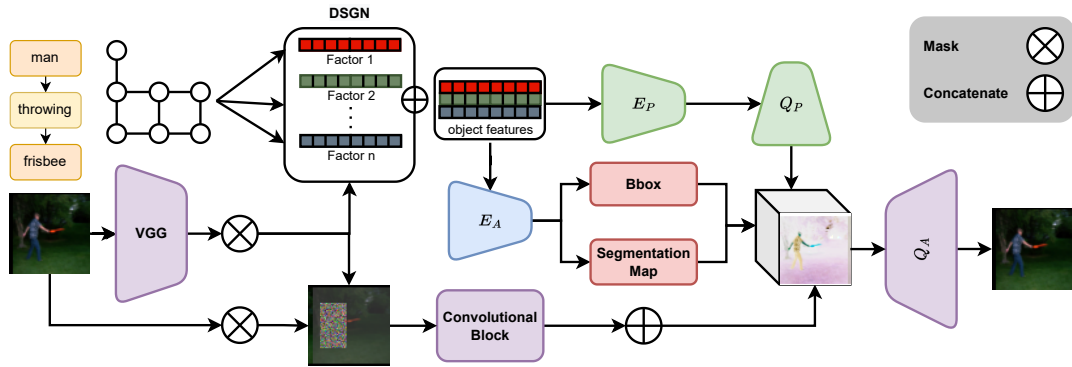 DSGN
man
throwing
frisbee
Factor 1
Factor 2
Factor n
object features
E_P
Q_P
Mask
Concatenate
VGG
E_A
Bbox
Segmentation
Map
Q_A
Convolutional
Block